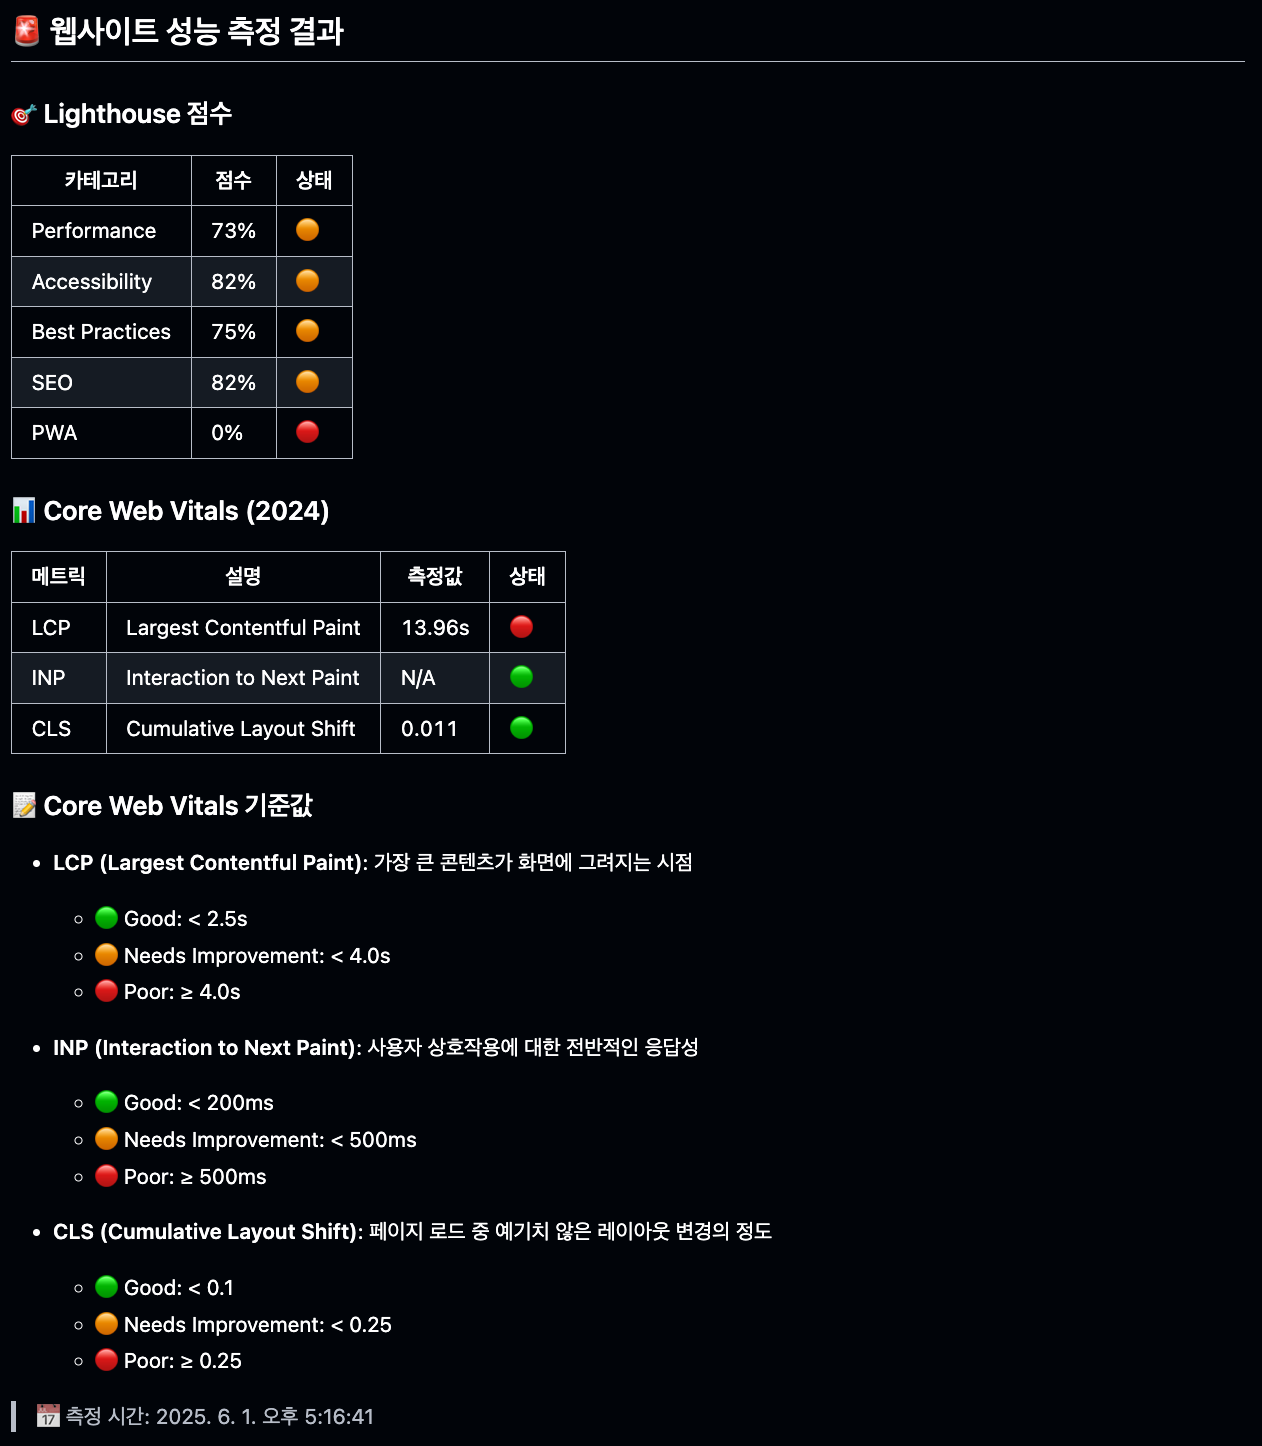 🚨 웹사이트 성능 측정 결과
🎯 Lighthouse 점수
카테고리 점수 상태
Performance 73% 🟠
Accessibility 82% 🟠
Best Practices 75% 🟠
SEO 82% 🟠
PWA 0% 🔴
📊 Core Web Vitals (2024)
메트릭 설명 측정값 상태
LCP Largest Contentful Paint 13.96s 🔴
INP Interaction to Next Paint N/A 🟢
CLS Cumulative Layout Shift 0.011 🟢
📝 Core Web Vitals 기준값
• LCP (Largest Contentful Paint): 가장 큰 콘텐츠가 화면에 그려지는 시점
◦ 🟢 Good: < 2.5s
◦ 🟠 Needs Improvement: < 4.0s
◦ 🔴 Poor: ≥ 4.0s
• INP (Interaction to Next Paint): 사용자 상호작용에 대한 전반적인 응답성
◦ 🟢 Good: < 200ms
◦ 🟠 Needs Improvement: < 500ms
◦ 🔴 Poor: ≥ 500ms
• CLS (Cumulative Layout Shift): 페이지 로드 중 예기치 않은 레이아웃 변경의 정도
◦ 🟢 Good: < 0.1
◦ 🟠 Needs Improvement: < 0.25
◦ 🔴 Poor: ≥ 0.25
📅 측정 시간: 2025. 6. 1. 오후 5:16:41